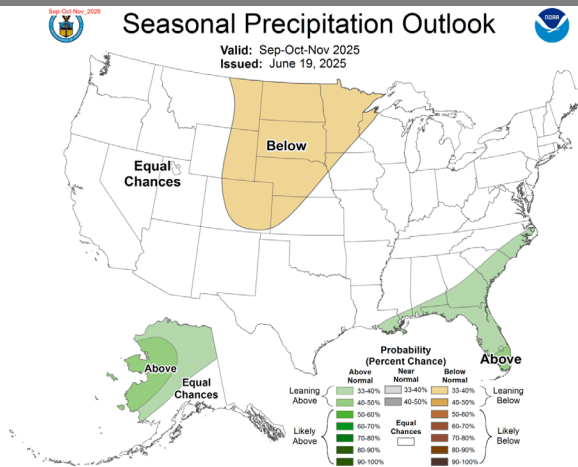 Sep-Oct-Nov_2025
Seasonal Precipitation Outlook
NOAA
Valid: Sep-Oct-Nov 2025
Issued: June 19, 2025
Below
Equal
Chances
Above
Equal
Chances
Above
Probability
(Percent Chance)
Above
Normal
Near
Normal
Below
Normal
Leaning
Above
33-40%
40-50%
50-60%
60-70%
70-80%
80-90%
90-100%
Likely
Above
33-40%
40-50%
Equal
Chances
33-40%
40-50%
50-60%
60-70%
70-80%
80-90%
90-100%
Leaning
Below
Likely
Below